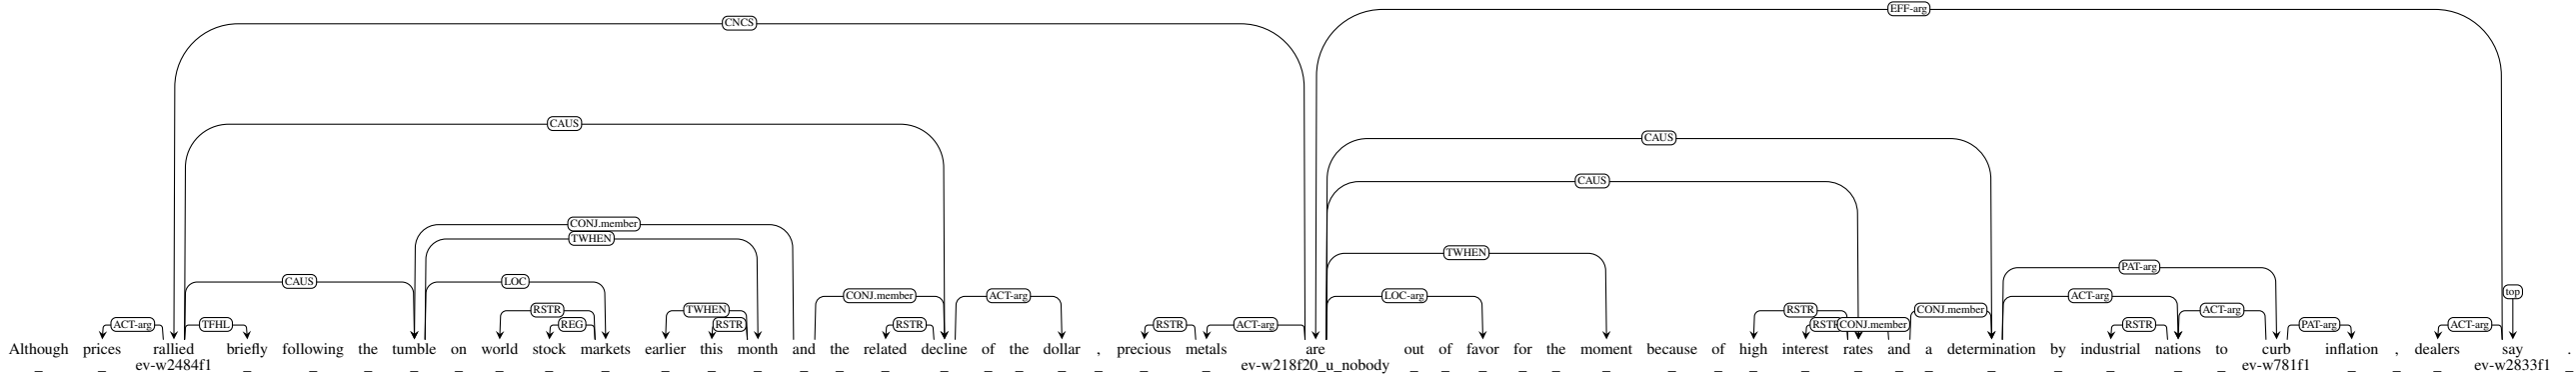 EFF-arg
CNCS
CAUS
CAUS
CAUS
CONJ.member
TWHEN
TWHEN
PAT-arg
CAUS LOC LOC-arg top
CONJ.member ACT-arg ACT-arg
RSTR TWHEN RSTR CONJ.member ACT-arg
ACT-arg TFHL REG RSTR RSTR RSTR ACT-arg RSTR CONJ.member RSTR PAT-arg ACT-arg
Although prices rallied briefly following the tumble on world stock markets earlier this month and the related decline of the dollar , precious metals are out of favor for the moment because of high interest rates and a determination by industrial nations to curb inflation , dealers say .
_ _ ev-w2484f1 _ _ _ _ _ _ _ _ _ _ _ _ _ _ _ _ _ _ _ _ _ ev-w218f20_u_nobody _ _ _ _ _ _ _ _ _ _ _ _ _ _ _ _ _ _ ev-w781f1 _ _ _ ev-w2833f1 _